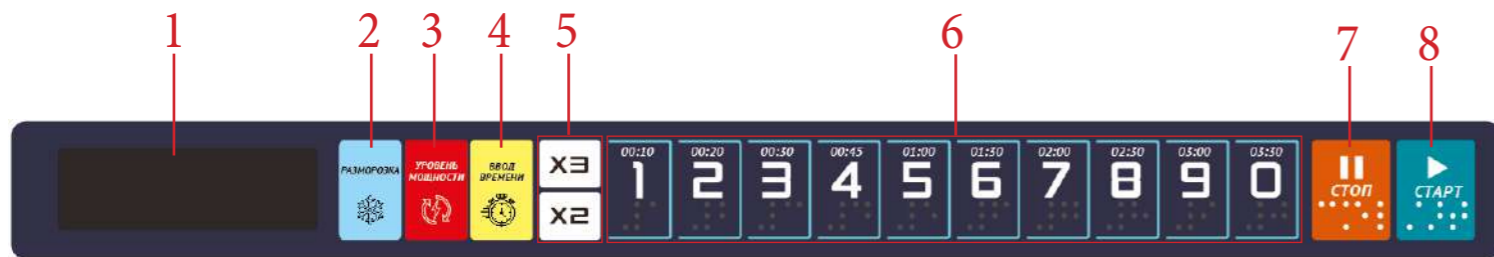 1 2 3 4 5 6 7 8
РАЗМОРОЗКА
УРОВЕНЬ
МОЩНОСТИ
ВВОД
ВРЕМЕНИ
X3
X2
00:10 00:20 00:30 00:45 01:00 01:30 02:00 02:30 03:00 03:30
1 2 3 4 5 6 7 8 9 0
СТОП
СТАРТ